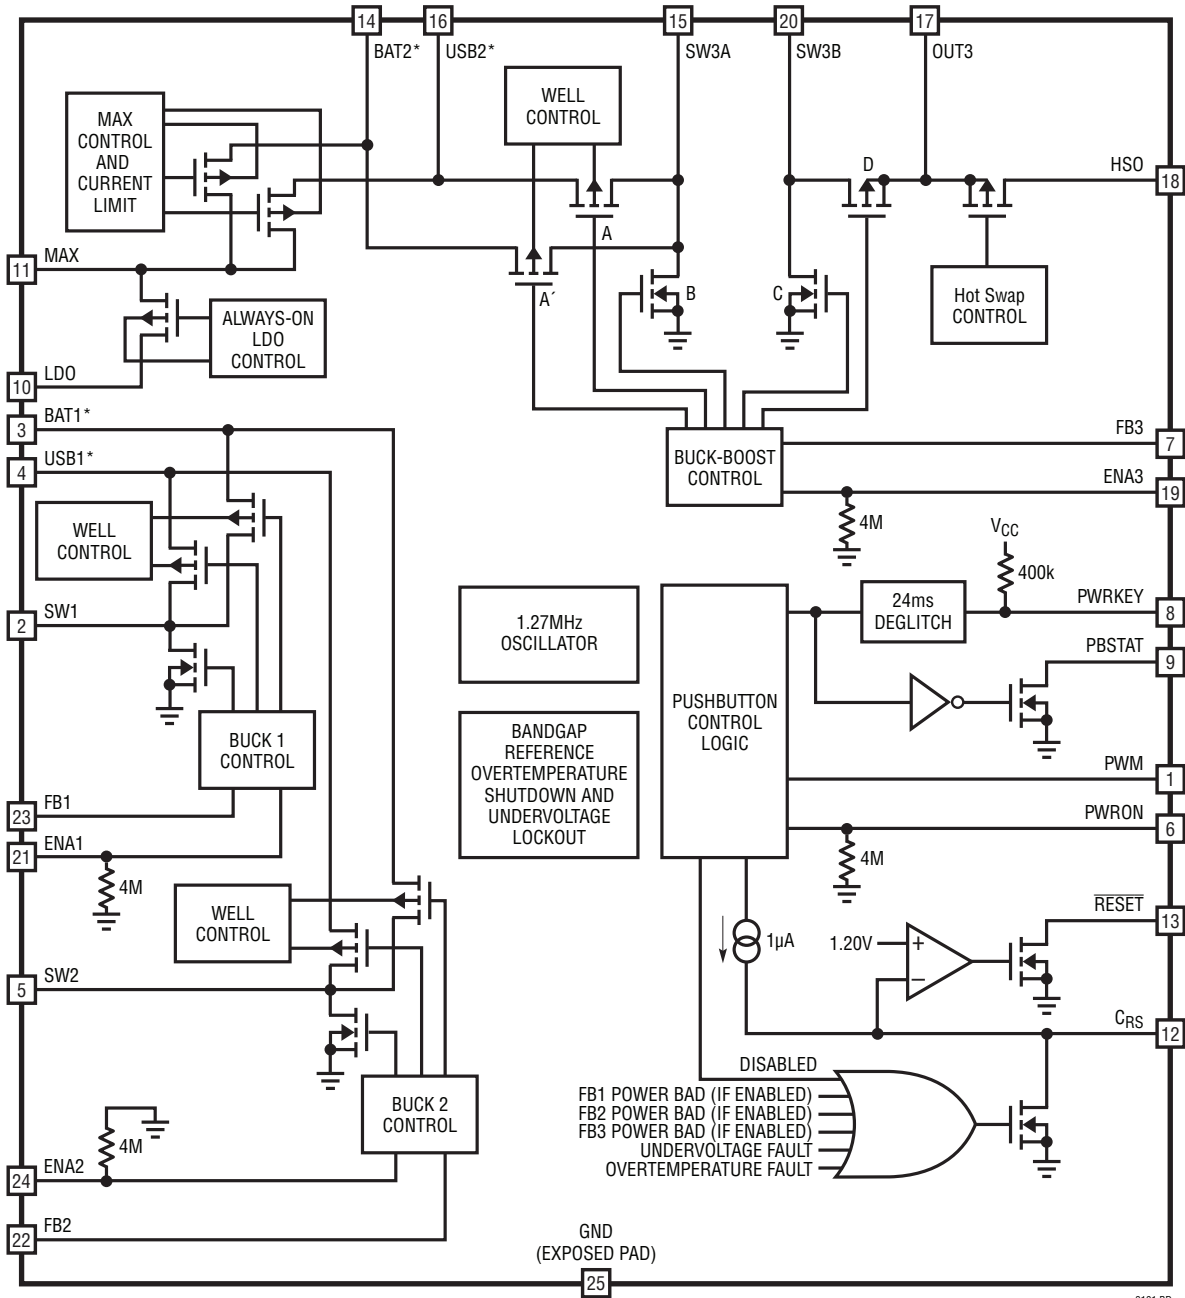 14
16
15
20
17
BAT2*
USB2*
SW3A
SW3B
OUT3
WELL
CONTROL
MAX
CONTROL
AND
CURRENT
LIMIT
D
HSO
18
A
MAX
11
A´
B
C
Hot Swap
CONTROL
ALWAYS-ON
LDO
CONTROL
LDO
10
BAT1*
3
FB3
7
USB1*
4
BUCK-BOOST
CONTROL
ENA3
19
4M
WELL
CONTROL
VCC
400k
SW1
2
1.27MHz
OSCILLATOR
24ms
DEGLITCH
PWRKEY
8
PBSTAT
9
PUSHBUTTON
CONTROL
LOGIC
BUCK 1
CONTROL
BANDGAP
REFERENCE
OVERTEMPERATURE
SHUTDOWN AND
UNDERVOLTAGE
LOCKOUT
PWM
1
FB1
23
PWRON
6
ENA1
21
4M
4M
WELL
CONTROL
RESET
13
1µA
1.20V
+
–
SW2
5
CRS
12
DISABLED
FB1 POWER BAD (IF ENABLED)
FB2 POWER BAD (IF ENABLED)
FB3 POWER BAD (IF ENABLED)
UNDERVOLTAGE FAULT
OVERTEMPERATURE FAULT
BUCK 2
CONTROL
4M
ENA2
24
FB2
22
GND
(EXPOSED PAD)
25